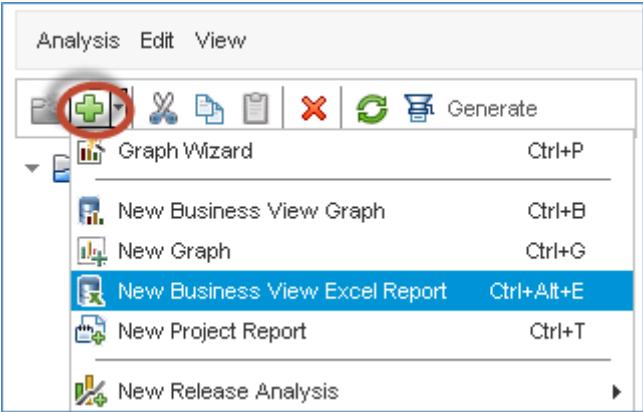 Analysis Edit View
Generate
Graph Wizard Ctrl+P
New Business View Graph Ctrl+B
New Graph Ctrl+G
New Business View Excel Report Ctrl+Alt+E
New Project Report Ctrl+T
New Release Analysis